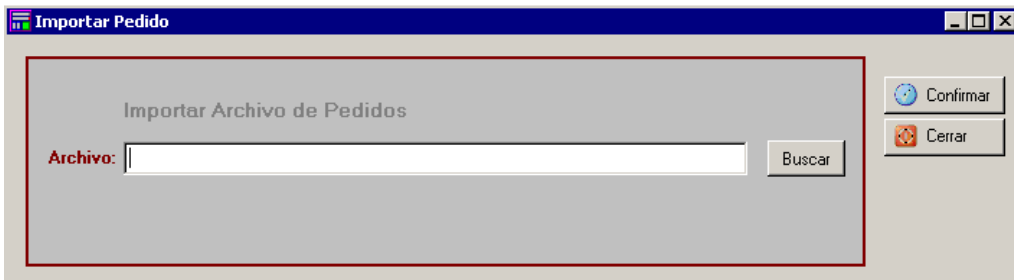 Importar Pedido
Importar Archivo de Pedidos
Archivo:
Buscar
Confirmar
Cerrar